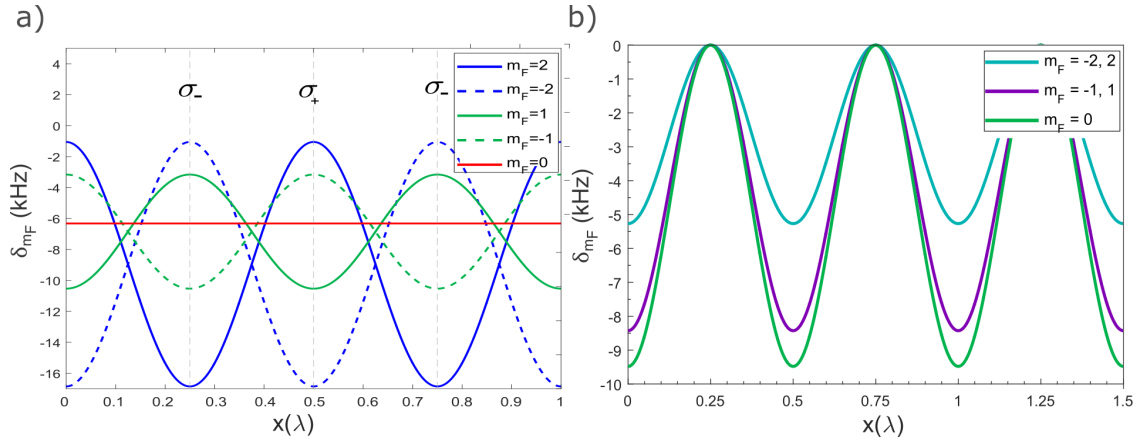 a)
δmF (kHz)
4
2
0
-2
-4
-6
-8
-10
-12
-14
-16
σ- σ+ σ-
mF=2
mF=-2
mF=1
mF=-1
mF=0
0 0.1 0.2 0.3 0.4 0.5 0.6 0.7 0.8 0.9 1
x(λ)
b)
δmF (kHz)
0
-1
-2
-3
-4
-5
-6
-7
-8
-9
-10
mF = -2, 2
mF = -1, 1
mF = 0
0 0.25 0.5 0.75 1 1.25 1.5
x(λ)